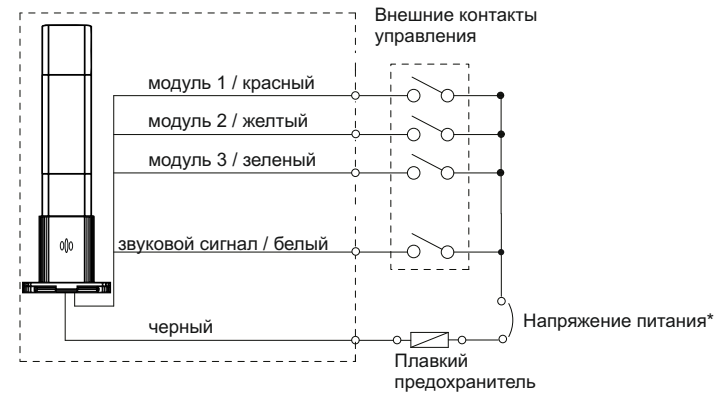 Внешние контакты
управления
модуль 1 / красный
модуль 2 / желтый
модуль 3 / зеленый
звуковой сигнал / белый
черный
Напряжение питания*
Плавкий
предохранитель